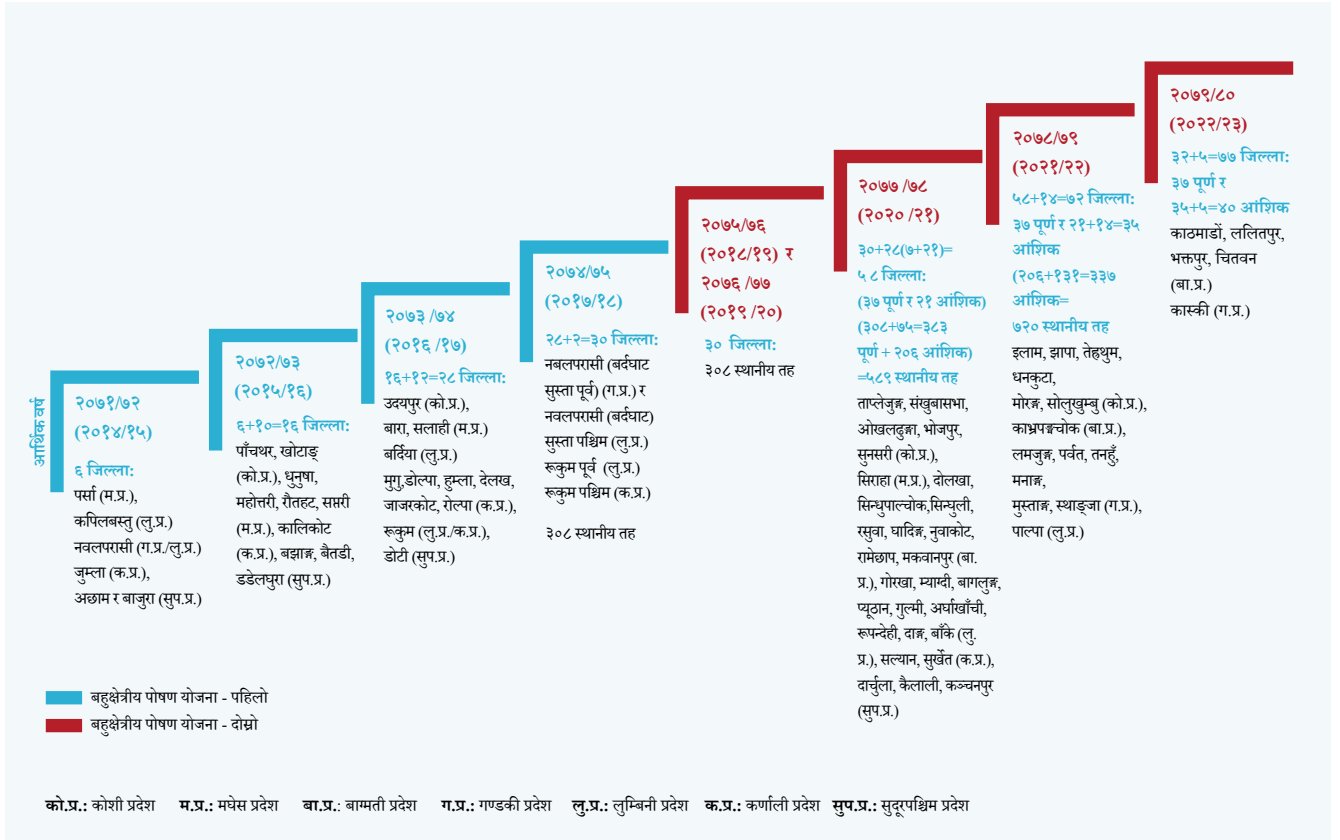 आर्थिक वर्ष
२०७१/७२
(२०१४/१५)
६ जिल्ला:
पर्सा (म.प्र.),
कपिलबस्तु (लु.प्र.)
नवलपरासी (ग.प्र./लु.प्र.)
जुम्ला (क.प्र.),
अछाम र बाजुरा (सुप.प्र.)
२०७२/७३
(२०१५/१६)
६+१०=१६ जिल्ला:
पाँचथर, खोटाङ्
(को.प्र.), धुनुषा,
महोत्तरी, रौतहट, सप्तरी
(म.प्र.), कालिकोट
(क.प्र.), बझाङ्ग, बैतडी,
डडेलघुरा (सुप.प्र.)
२०७३ /७४
(२०१६ /१७)
१६+१२=२८ जिल्ला:
उदयपुर (को.प्र.),
बारा, सलाही (म.प्र.)
बर्दिया (लु.प्र.)
मुगु,डोल्पा, हुम्ला, देलख,
जाजरकोट, रोल्पा (क.प्र.),
रूकुम (लु.प्र./क.प्र.),
डोटी (सुप.प्र.)
२०७४/७५
(२०१७/१८)
२८+२=३० जिल्ला:
नबलपरासी (बर्दघाट
सुस्ता पूर्व) (ग.प्र.) र
नवलपरासी (बर्दघाट)
सुस्ता पश्चिम (लु.प्र.)
रूकुम पूर्व (लु.प्र.)
रूकुम पश्चिम (क.प्र.)
३०८ स्थानीय तह
२०७५/७६
(२०१८/१९) र
२०७६ /७७
(२०१९ /२०)
३० जिल्ला:
३०८ स्थानीय तह
२०७७ /७८
(२०२० /२१)
३०+२८(७+२१)=
५ ८ जिल्ला:
(३७ पूर्ण र २१ आंशिक)
(३०८+७५=३८३
पूर्ण + २०६ आंशिक)
=५८९ स्थानीय तह
ताप्लेजुङ्ग, संखुबासभा,
ओखलढुङ्गा, भोजपुर,
सुनसरी (को.प्र.),
सिराहा (म.प्र.), दोलखा,
सिन्धुपाल्चोक,सिन्धुली,
रसुवा, घादिङ्ग, नुवाकोट,
रामेछाप, मकवानपुर (बा.
प्र.), गोरखा, म्याग्दी, बागलुङ्ग,
प्यूठान, गुल्मी, अर्घाखाँची,
रूपन्देही, दाङ्ग, बाँके (लु.
प्र.), सल्यान, सुर्खेत (क.प्र.),
दार्चुला, कैलाली, कञ्चनपुर
(सुप.प्र.)
२०७८/७९
(२०२१/२२)
५८+१४=७२ जिल्ला:
३७ पूर्ण र २१+१४=३५
आंशिक
(२०६+१३१=३३७
आंशिक=
७२० स्थानीय तह
इलाम, झापा, तेह्रथुम,
धनकुटा,
मोरङ्ग, सोलुखुम्बु (को.प्र.),
काभ्रपञ्चोक (बा.प्र.),
लमजुङ्ग, पर्वत, तनहुँ,
मनाङ्ग,
मुस्ताङ्ग, स्याङ्जा (ग.प्र.),
पाल्पा (लु.प्र.)
२०७९/८०
(२०२२/२३)
३२+५=७७ जिल्ला:
३७ पूर्ण र
३५+५=४० आंशिक
काठमाडों, ललितपुर,
भक्तपुर, चितवन
(बा.प्र.)
कास्की (ग.प्र.)
बहुक्षेत्रीय पोषण योजना - पहिलो
बहुक्षेत्रीय पोषण योजना - दोस्रो
को.प्र.: कोशी प्रदेश म.प्र.: मघेस प्रदेश बा.प्र.: बाग्मती प्रदेश ग.प्र.: गण्डकी प्रदेश लु.प्र.: लुम्बिनी प्रदेश क.प्र.: कर्णाली प्रदेश सुप.प्र.: सुदूरपश्चिम प्रदेश